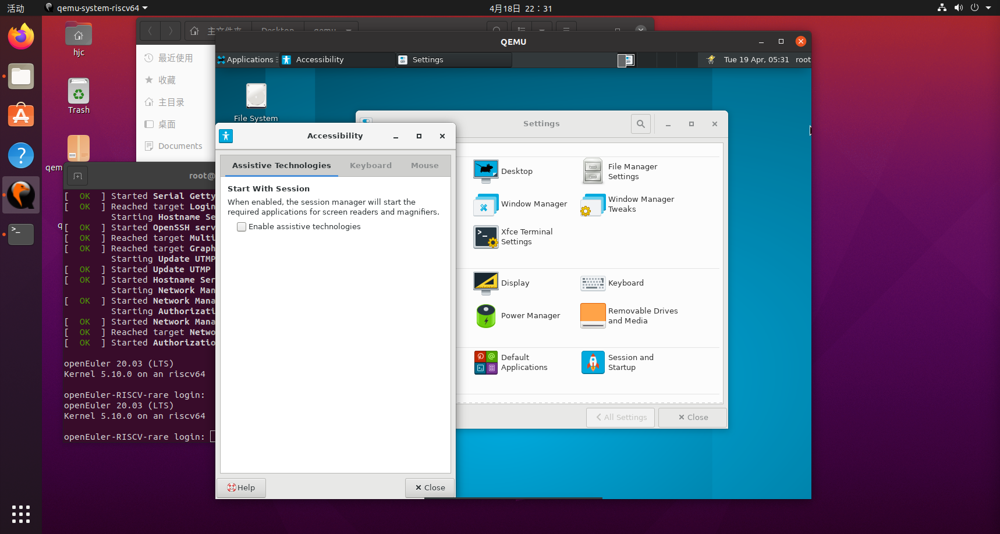 活动
qemu-system-riscv64
4月18日 22：31
hjc
Trash
qem
q
主文件夹
Desktop
qemu
最近使用
收藏
主目录
桌面
Documents
root@
[  OK  ] Started Serial Getty
[  OK  ] Reached target Login
Starting Hostname Se
[  OK  ] Started OpenSSH serv
[  OK  ] Reached target Multi
[  OK  ] Reached target Graph
Starting Update UTMP
[  OK  ] Started Update UTMP
[  OK  ] Started Hostname Ser
Starting Network Man
[  OK  ] Started Network Mana
Starting Authorizati
[  OK  ] Started Network Mana
[  OK  ] Reached target Netwo
[  OK  ] Started Authorizatio
openEuler 20.03 (LTS)
Kernel 5.10.0 on an riscv64
openEuler-RISCV-rare login:
openEuler 20.03 (LTS)
Kernel 5.10.0 on an riscv64
openEuler-RISCV-rare login:
QEMU
Applications
Accessibility
Settings
Tue 19 Apr, 05:31
root
File System
Settings
Desktop
File Manager
Settings
Window Manager
Window Manager
Tweaks
Xfce Terminal
Settings
Display
Keyboard
Power Manager
Removable Drives
and Media
Default
Applications
Session and
Startup
All Settings
Close
Accessibility
Assistive Technologies
Keyboard
Mouse
Start With Session
When enabled, the session manager will start the
required applications for screen readers and magnifiers.
Enable assistive technologies
Help
Close